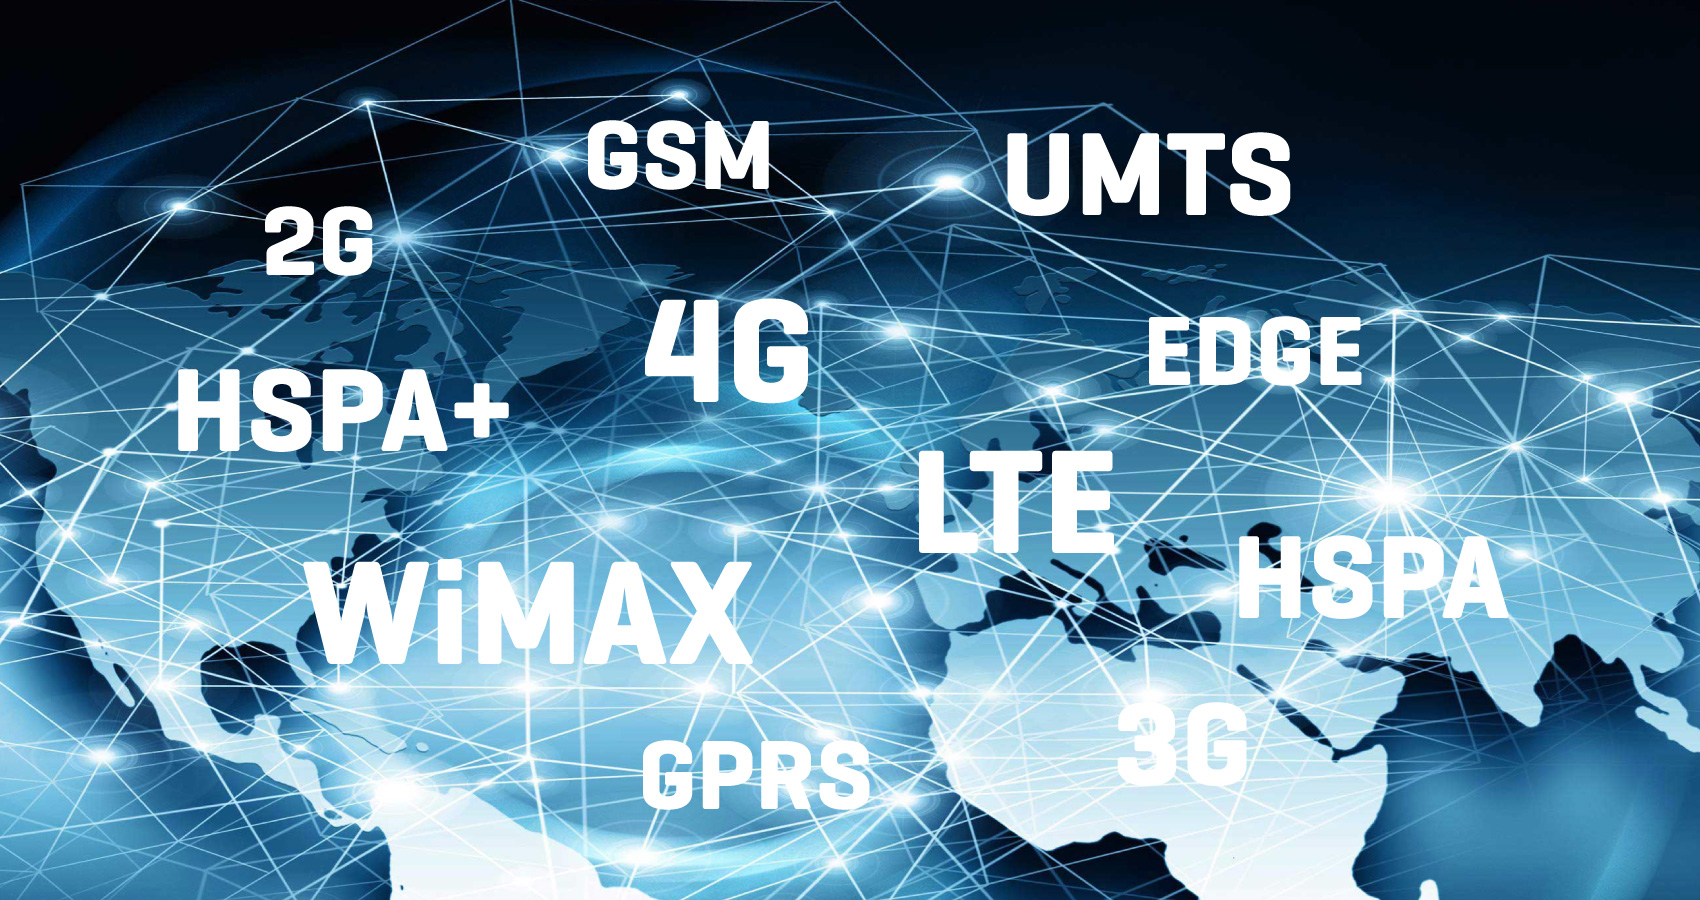 GSM
UMTS
2G
4G
EDGE
HSPA+
LTE
HSPA
WiMAX
3G
GPRS